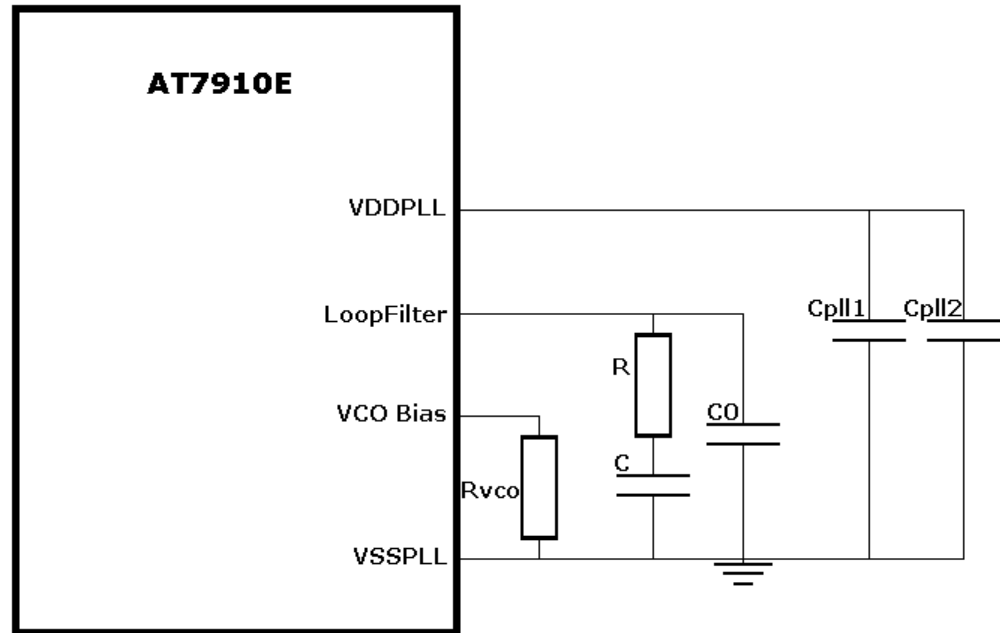 AT7910E
VDDPLL
LoopFilter
Cpll1
Cpll2
R
VCO Bias
C0
C
Rvco
VSSPLL